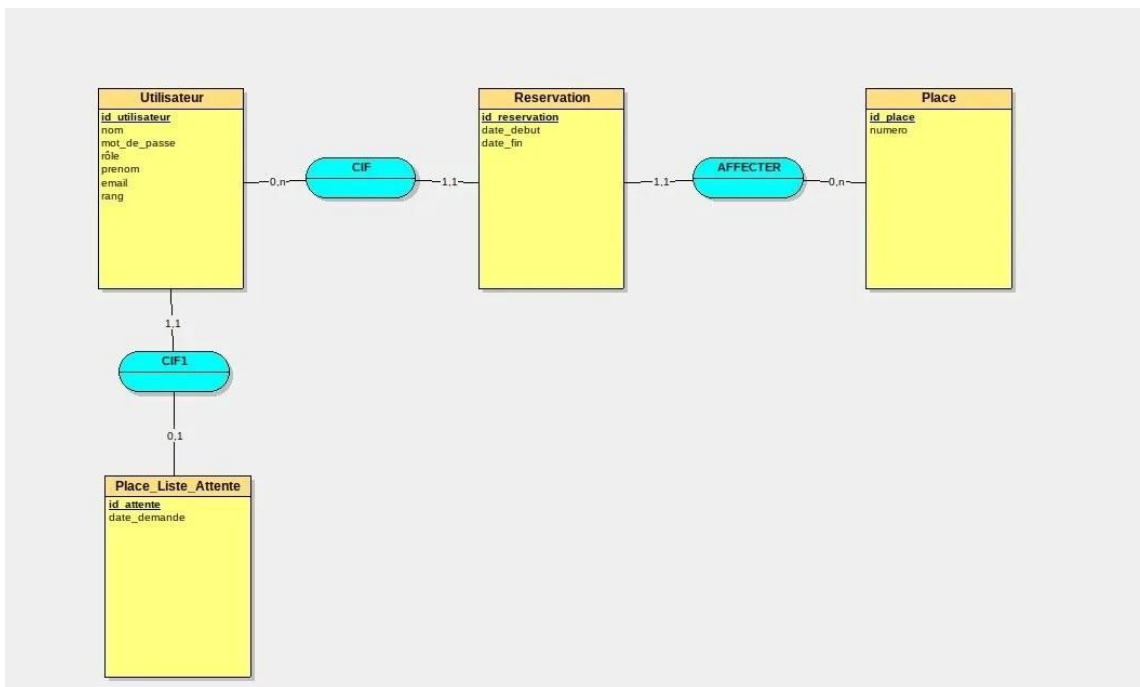 Utilisateur
id_utilisateur
nom
mot_de_passe
rôle
prenom
email
rang
0,n
CIF
1,1
Reservation
id_reservation
date_debut
date_fin
1,1
AFFECTER
0,n
Place
id_place
numero
1,1
CIF1
0,1
Place_Liste_Attente
id_attente
date_demande